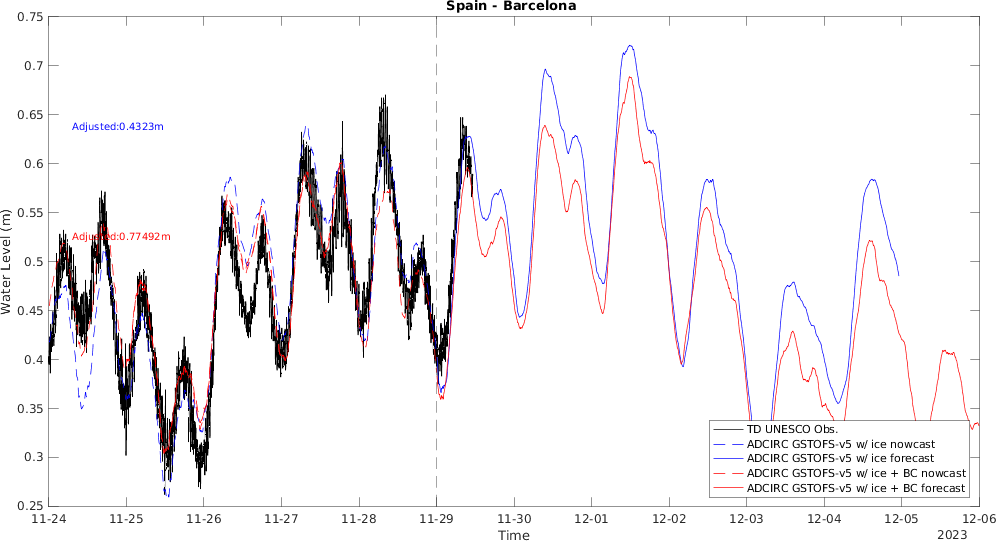 Spain - Barcelona
0.75
0.7
0.65
0.6
0.55
0.5
0.45
0.4
0.35
0.3
0.25
Water Level (m)
Adjusted:0.4323m
Adjusted:0.77492m
TD UNESCO Obs.
ADCIRC GSTOFS-v5 w/ ice nowcast
ADCIRC GSTOFS-v5 w/ ice forecast
ADCIRC GSTOFS-v5 w/ ice + BC nowcast
ADCIRC GSTOFS-v5 w/ ice + BC forecast
11-24 11-25 11-26 11-27 11-28 11-29 11-30 12-01 12-02 12-03 12-04 12-05 12-06
Time
2023